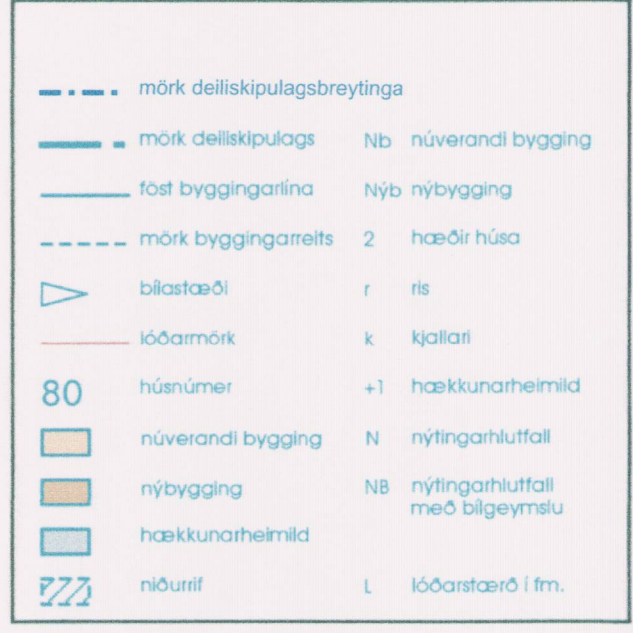 mörk deiliskipulagsbreytinga
mörk deiliskipulags
Nb núverandi bygging
föst byggingarlína
Nýb nýbygging
mörk byggingarreits
2 hæðir húsa
bílastæði
r ris
lóðarmörk
k kjallari
80 húsnúmer
+1 hækkunarheimild
núverandi bygging
N nýtingarhlutfall
nýbygging
NB nýtingarhlutfall
með bílgeymslu
hækkunarheimild
niðurrif
L lóðarstærð í fm.